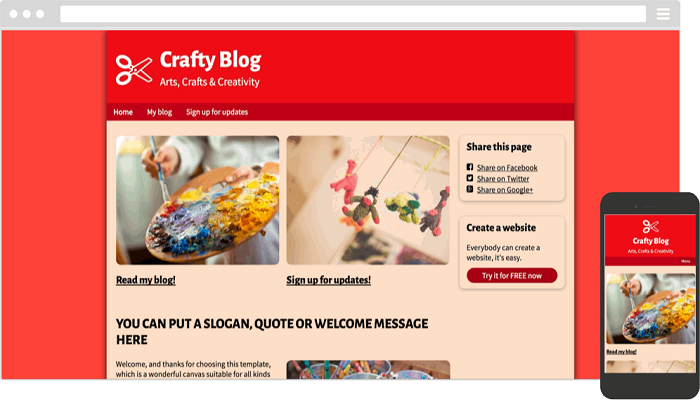 Crafty Blog
Arts, Crafts & Creativity
Home
My blog
Sign up for updates
Read my blog!
Sign up for updates!
Share this page
Share on Facebook
Share on Twitter
Share on Google+
Create a website
Everybody can create a
website, it's easy.
Try it for FREE now
YOU CAN PUT A SLOGAN, QUOTE OR WELCOME MESSAGE
HERE
Welcome, and thanks for choosing this template,
which is a wonderful canvas suitable for all kinds
Crafty Blog
Arts, Crafts & Creativity
Menu
Read my blog!